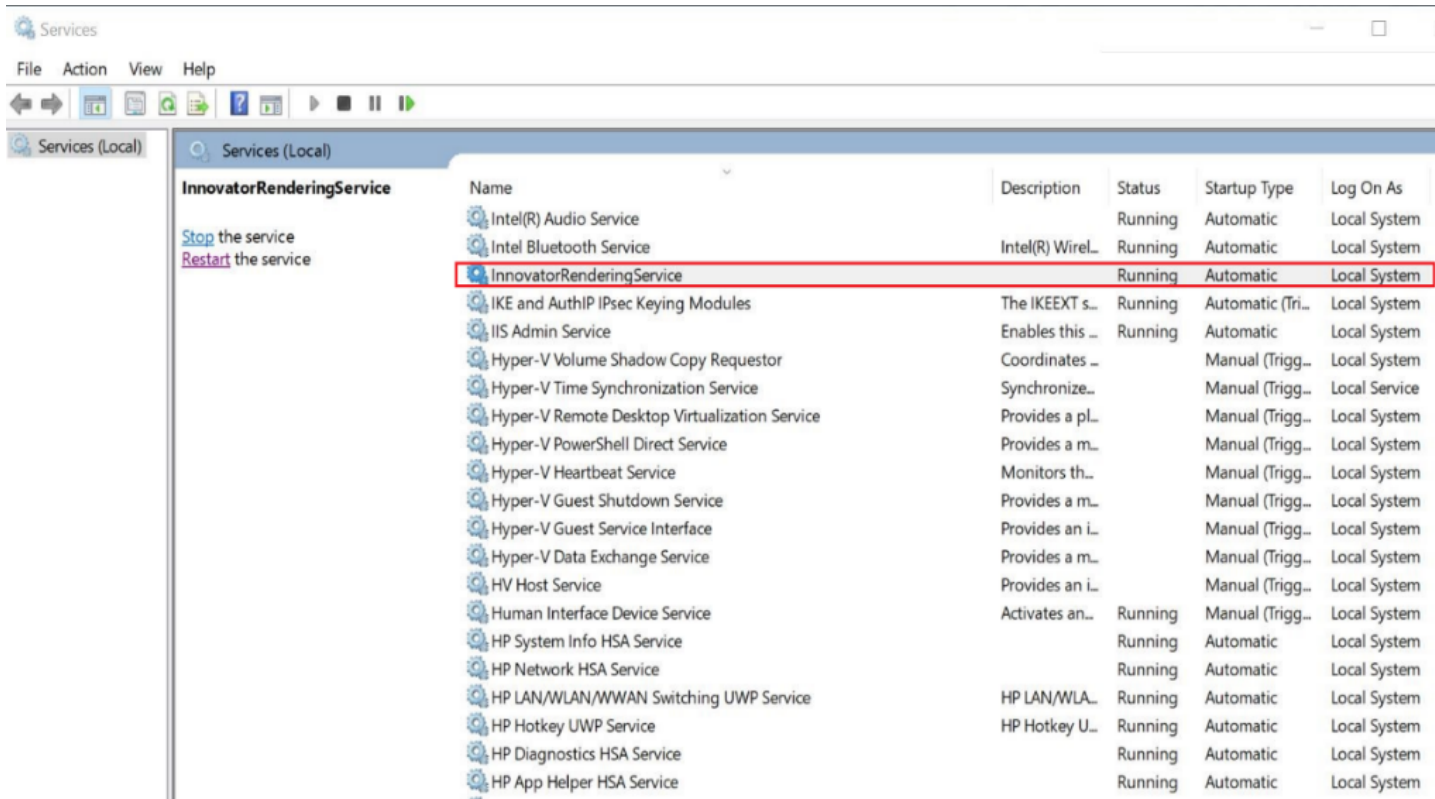 Services
File Action View Help
Services (Local)
Services (Local)
InnovatorRenderingService
Stop the service
Restart the service
Name Description Status Startup Type Log On As
Intel(R) Audio Service Running Automatic Local System
Intel Bluetooth Service Intel(R) Wirel... Running Automatic Local System
InnovatorRenderingService Running Automatic Local System
IKE and AuthIP IPsec Keying Modules The IKEEXT s... Running Automatic (Tri... Local System
IIS Admin Service Enables this ... Running Automatic Local System
Hyper-V Volume Shadow Copy Requestor Coordinates ... Manual (Trigg... Local System
Hyper-V Time Synchronization Service Synchronize... Manual (Trigg... Local Service
Hyper-V Remote Desktop Virtualization Service Provides a pl... Manual (Trigg... Local System
Hyper-V PowerShell Direct Service Provides a m... Manual (Trigg... Local System
Hyper-V Heartbeat Service Monitors th... Manual (Trigg... Local System
Hyper-V Guest Shutdown Service Provides a m... Manual (Trigg... Local System
Hyper-V Guest Service Interface Provides an i... Manual (Trigg... Local System
Hyper-V Data Exchange Service Provides a m... Manual (Trigg... Local System
HV Host Service Provides an i... Manual (Trigg... Local System
Human Interface Device Service Activates an... Running Manual (Trigg... Local System
HP System Info HSA Service Running Automatic Local System
HP Network HSA Service Running Automatic Local System
HP LAN/WLAN/WWAN Switching UWP Service HP LAN/WLA... Running Automatic Local System
HP Hotkey UWP Service HP Hotkey U... Running Automatic Local System
HP Diagnostics HSA Service Running Automatic Local System
HP App Helper HSA Service Running Automatic Local System